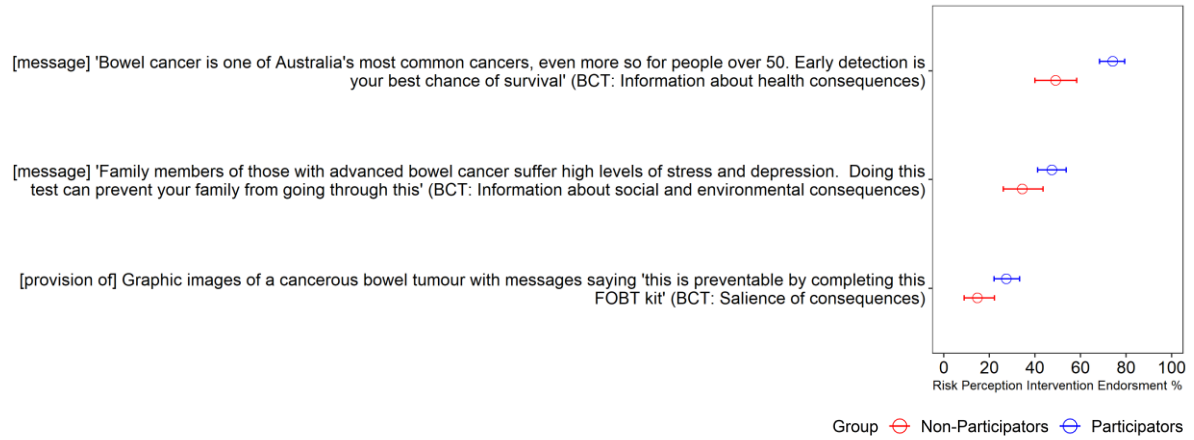 [message] 'Bowel cancer is one of Australia's most common cancers, even more so for people over 50. Early detection is
your best chance of survival' (BCT: Information about health consequences)
[message] 'Family members of those with advanced bowel cancer suffer high levels of stress and depression.  Doing this
test can prevent your family from going through this' (BCT: Information about social and environmental consequences)
[provision of] Graphic images of a cancerous bowel tumour with messages saying 'this is preventable by completing this
FOBT kit' (BCT: Salience of consequences)
0 20 40 60 80 100
Risk Perception Intervention Endorsment %
Group Non-Participators Participators